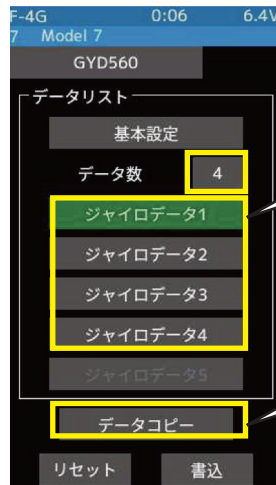 F-4G 0:06 6.4V
7 Model 7
GYD560
データリスト
基本設定
データ数 4
ジャイロデータ1
ジャイロデータ2
ジャイロデータ3
ジャイロデータ4
ジャイロデータ5
データコピー
リセット 書込